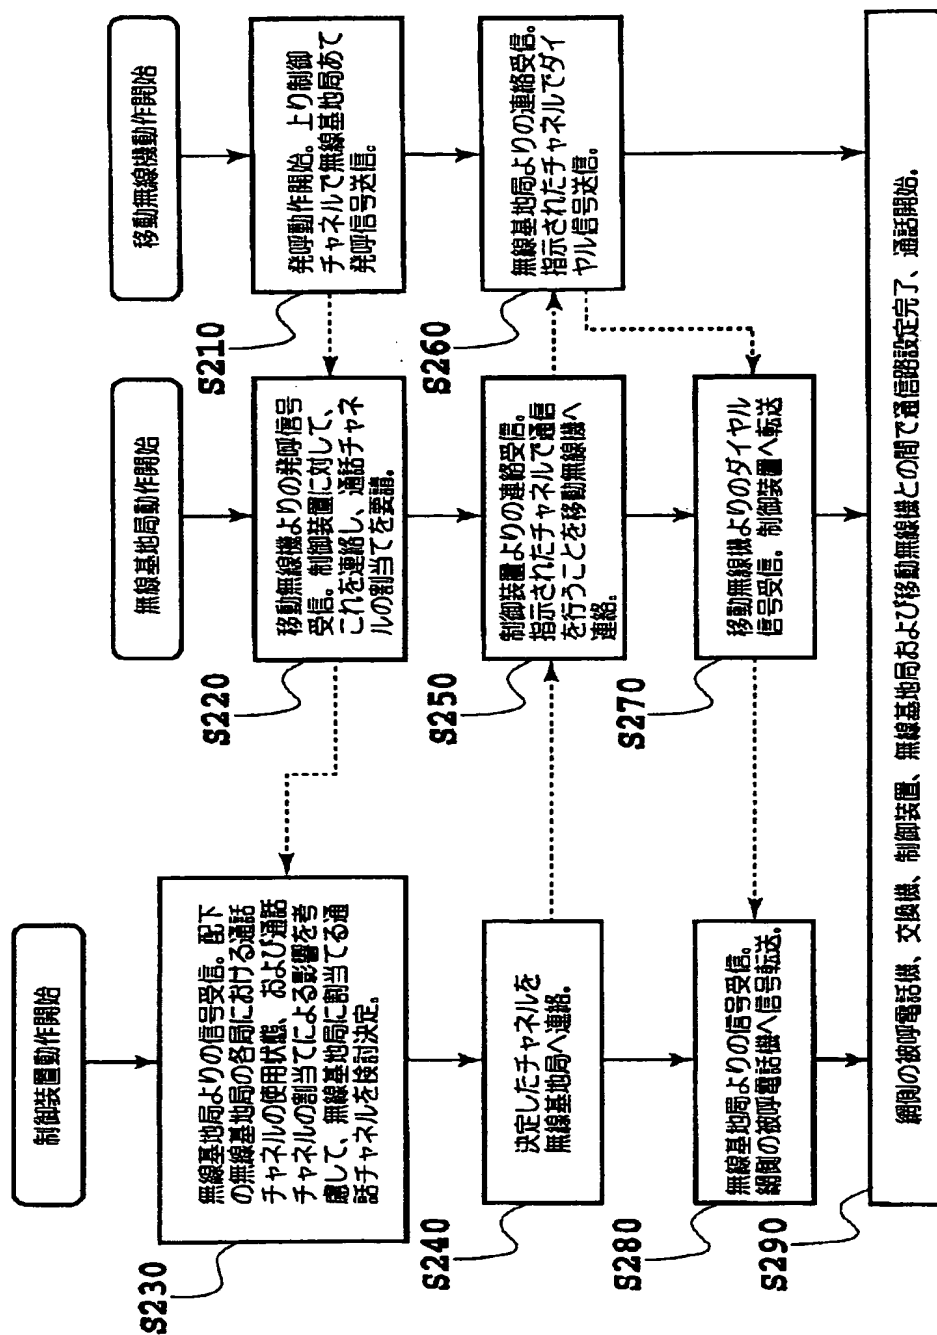 制御装置動作開始
無線基地局動作開始
移動無線機動作開始
S210
発呼動作開始。上り制御
チャネルで無線基地局あて
発呼信号送信。
S220
移動無線機よりの発呼信号
受信。制御装置に対して、
これを連絡し、通話チャネ
ルの割当てを要請。
S230
無線基地局よりの信号受信。配下
の無線基地局の各局における通話
チャネルの使用状態、および通話
チャネルの割当てによる影響を考
慮して、無線基地局に割当てる通
話チャネルを検討決定。
S240
決定したチャネルを
無線基地局へ連絡。
S250
制御装置よりの連絡受信。
指示されたチャネルで通信
を行うことを移動無線機へ
連絡。
S260
無線基地局よりの連絡受信。
指示されたチャネルでダイ
ヤル信号送信。
S270
移動無線機よりのダイヤル
信号受信。制御装置へ転送
S280
無線基地局よりの信号受信。
網側の被呼電話機へ信号転送。
S290
網側の被呼電話機、交換機、制御装置、無線基地局および移動無線機との間で通信路設定完了、通話開始。